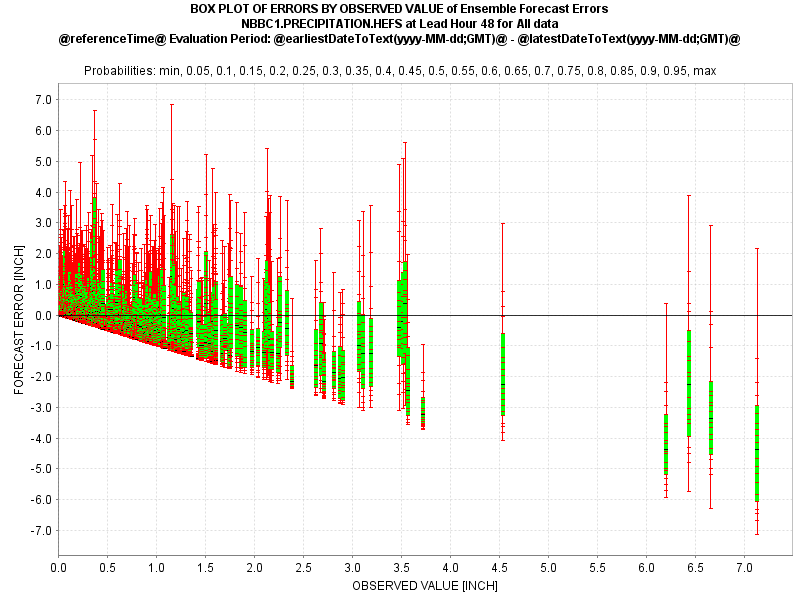 BOX PLOT OF ERRORS BY OBSERVED VALUE of Ensemble Forecast Errors
NBBC1.PRECIPITATION.HEFS at Lead Hour 48 for All data
@referenceTime@ Evaluation Period: @earliestDateToText(yyyy-MM-dd;GMT)@ - @latestDateToText(yyyy-MM-dd;GMT)@
Probabilities: min, 0.05, 0.1, 0.15, 0.2, 0.25, 0.3, 0.35, 0.4, 0.45, 0.5, 0.55, 0.6, 0.65, 0.7, 0.75, 0.8, 0.85, 0.9, 0.95, max
FORECAST ERROR [INCH]
7.0
6.0
5.0
4.0
3.0
2.0
1.0
0.0
-1.0
-2.0
-3.0
-4.0
-5.0
-6.0
-7.0
0.0 0.5 1.0 1.5 2.0 2.5 3.0 3.5 4.0 4.5 5.0 5.5 6.0 6.5 7.0
OBSERVED VALUE [INCH]